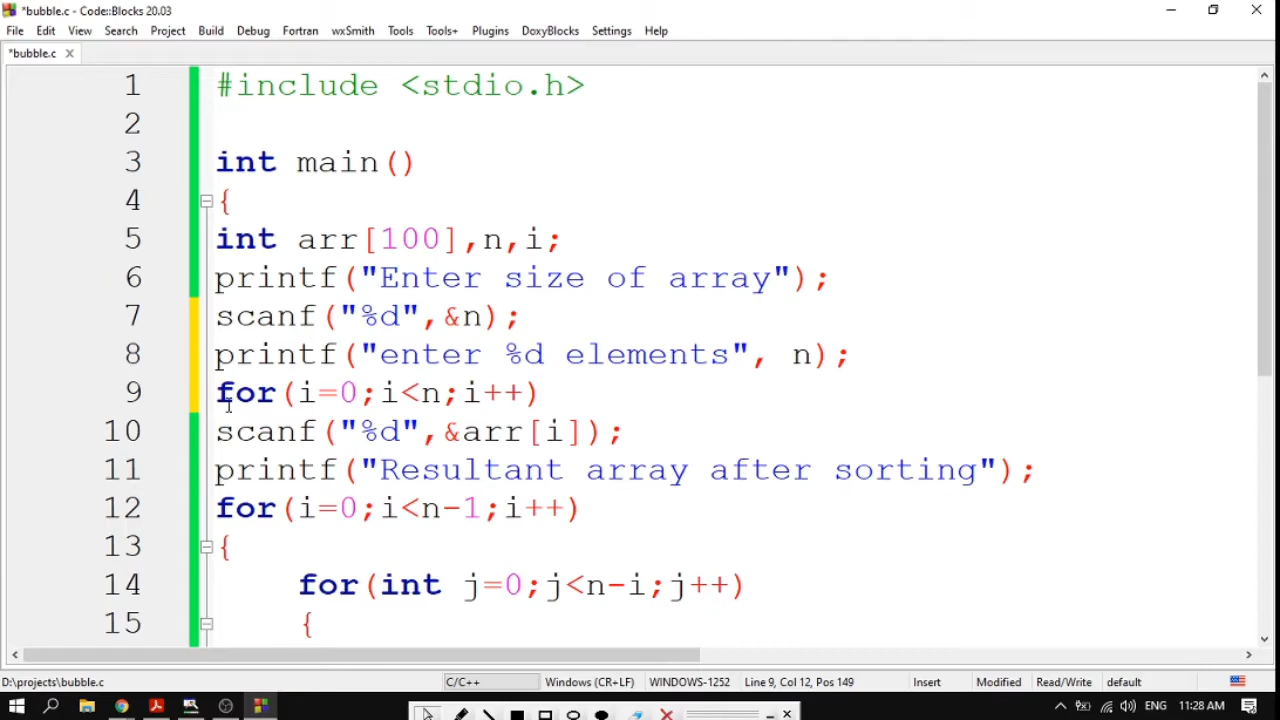 *bubble.c - Code::Blocks 20.03
File Edit View Search Project Build Debug Fortran wxSmith Tools Tools+ Plugins DoxyBlocks Settings Help
*bubble.c
1 #include <stdio.h>
2
3 int main()
4 {
5 int arr[100],n,i;
6 printf("Enter size of array");
7 scanf("%d",&n);
8 printf("enter %d elements", n);
9 for(i=0;i<n;i++)
10 scanf("%d",&arr[i]);
11 printf("Resultant array after sorting");
12 for(i=0;i<n-1;i++)
13 {
14 for(int j=0;j<n-i;j++)
15 {
D:\projects\bubble.c C/C++ Windows (CR+LF) WINDOWS-1252 Line 9, Col 12, Pos 149 Insert Modified Read/Write default
ENG 11:28 AM